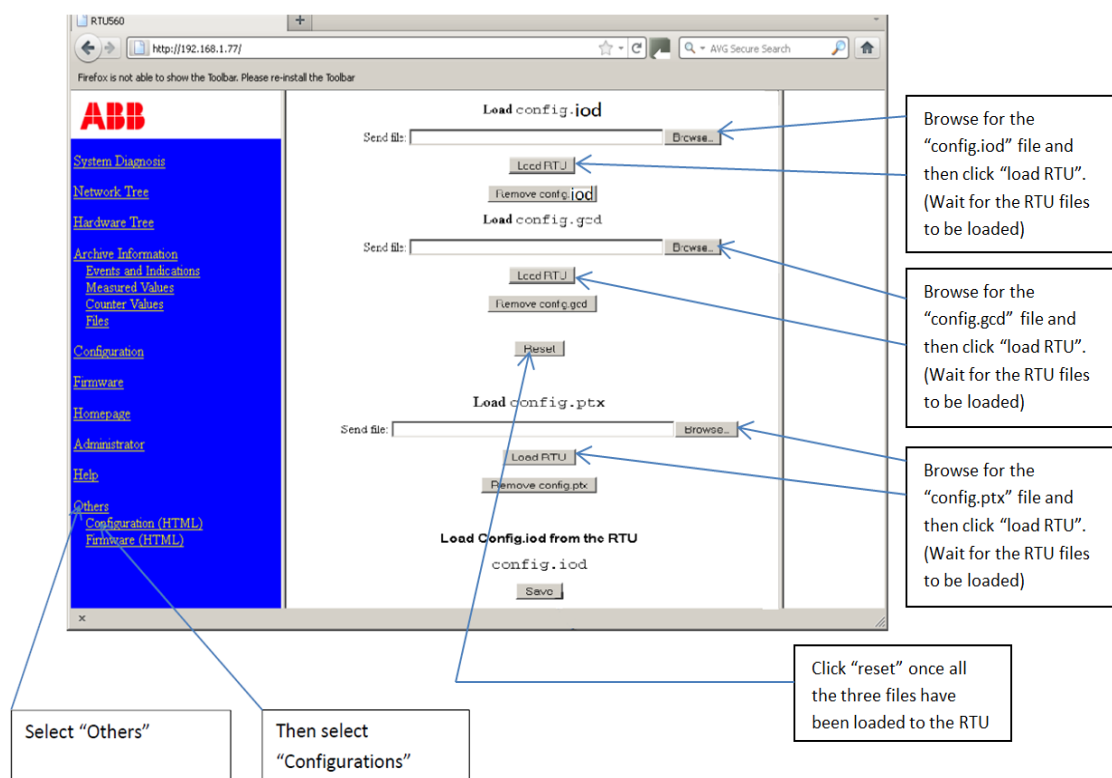 RTU560
+
http://192.168.1.77/
AVG Secure Search
Firefox is not able to show the Toolbar. Please re-install the Toolbar
ABB
System Diagnosis
Network Tree
Hardware Tree
Archive Information
Events and Indications
Measured Values
Counter Values
Files
Configuration
Firmware
Homepage
Administrator
Help
Others
Configuration (HTML)
Firmware (HTML)
Load config.iod
Send file: Browse...
Load RTU
Remove config.iod
Load config.gcd
Send file: Browse...
Load RTU
Remove config.gcd
Reset
Load config.ptx
Send file: Browse...
Load RTU
Remove config.ptx
Load Config.iod from the RTU
config.iod
Save
x
Browse for the
“config.iod” file and
then click “load RTU”.
(Wait for the RTU files
to be loaded)
Browse for the
“config.gcd” file and
then click “load RTU”.
(Wait for the RTU files
to be loaded)
Browse for the
“config.ptx” file and
then click “load RTU”.
(Wait for the RTU files
to be loaded)
Click “reset” once all
the three files have
been loaded to the RTU
Select “Others”
Then select
“Configurations”